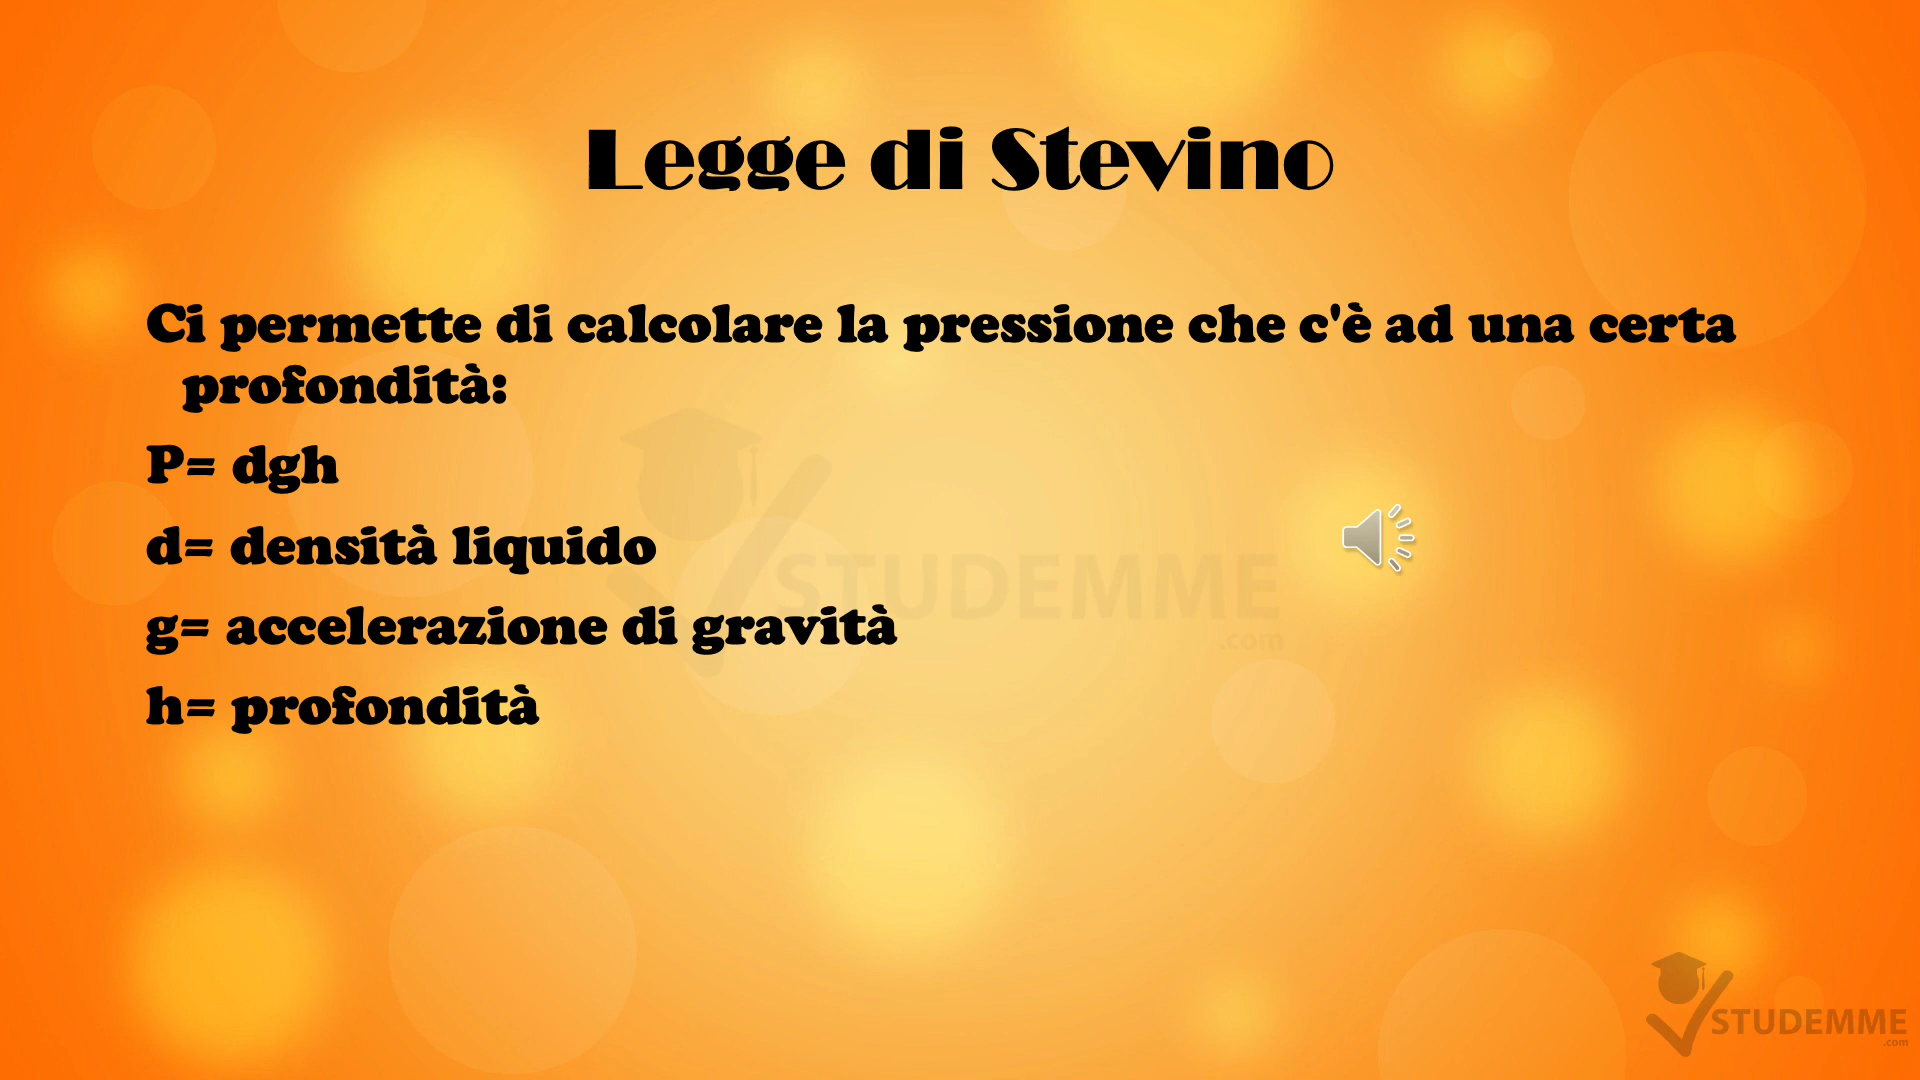 Legge di Stevino
Ci permette di calcolare la pressione che c'è ad una certa
profondità:
P= dgh
d= densità liquido
g= accelerazione di gravità
h= profondità
STUDEMME
.com
STUDEMME
.com